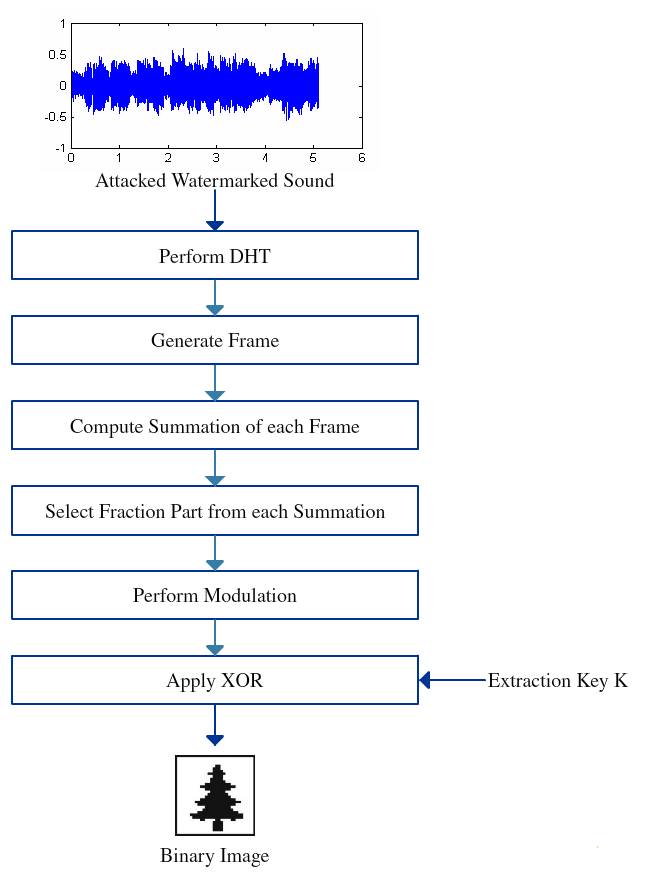 1
0.5
0
-0.5
-1
0 1 2 3 4 5 6
Attacked Watermarked Sound
Perform DHT
Generate Frame
Compute Summation of each Frame
Select Fraction Part from each Summation
Perform Modulation
Apply XOR
Extraction Key K
Binary Image